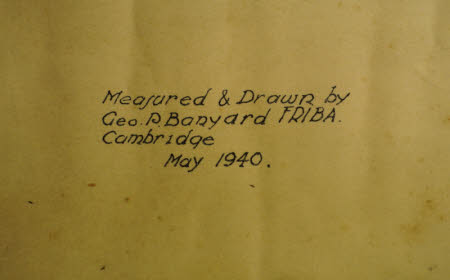 Measured & Drawn by
Geo. P. Banyard FRIBA.
Cambridge
May 1940.